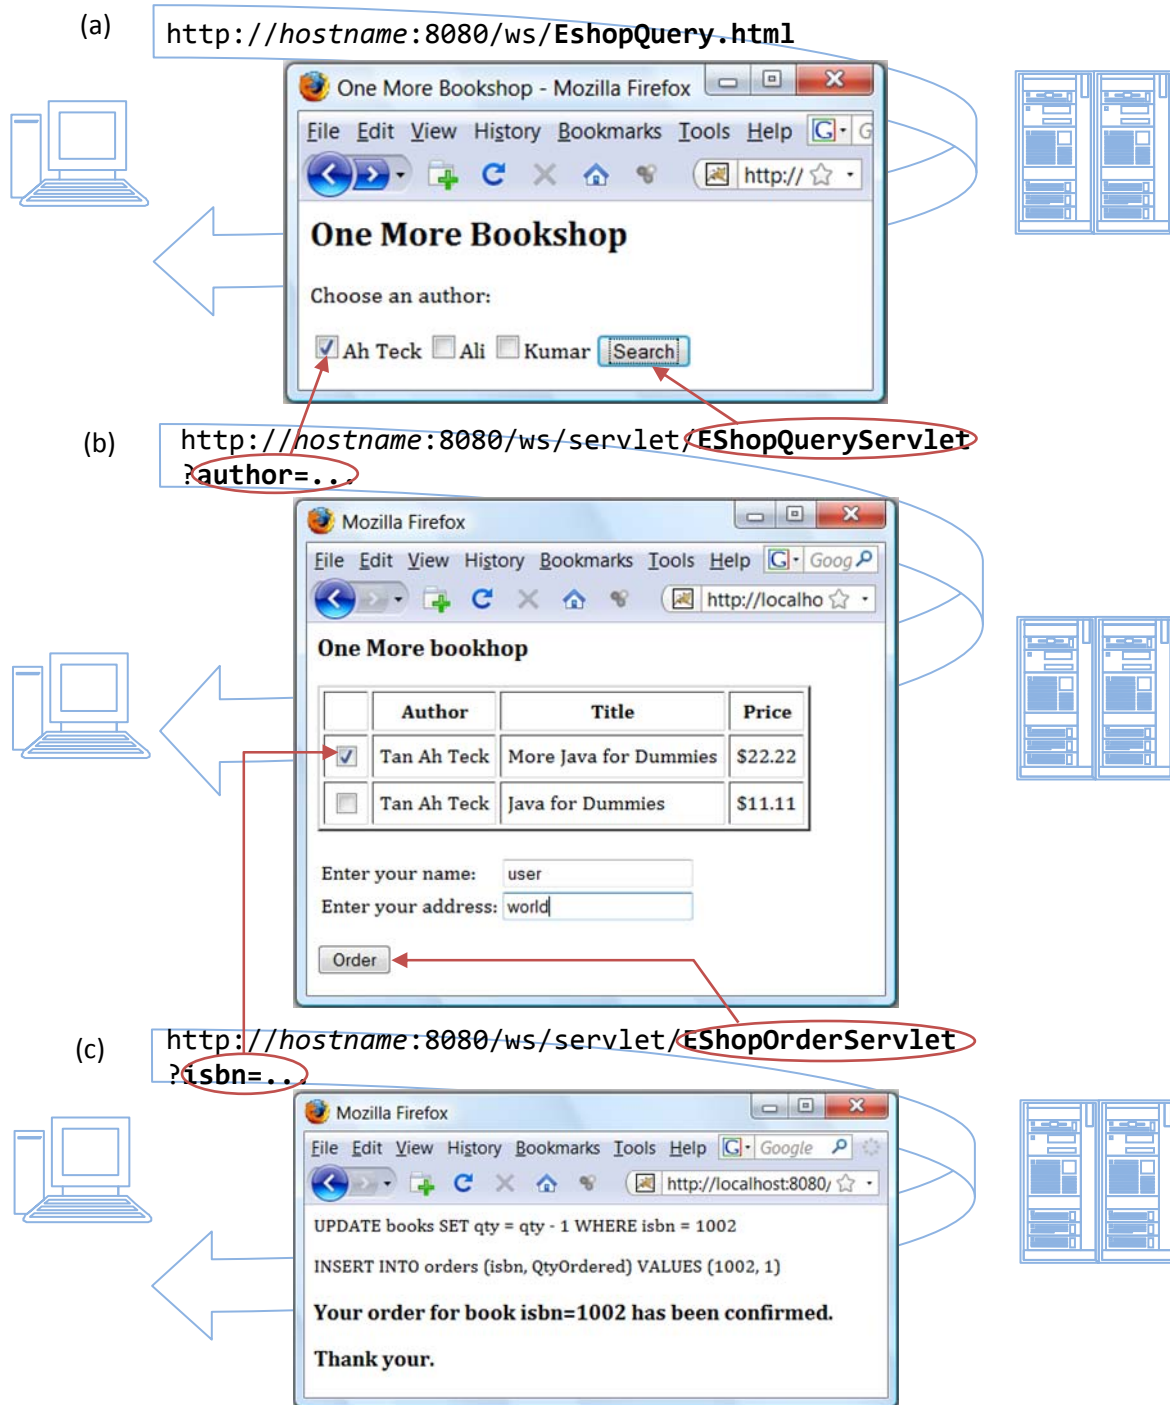 (a)
http://hostname:8080/ws/EshopQuery.html
One More Bookshop - Mozilla Firefox
File Edit View History Bookmarks Tools Help G G
http://
One More Bookshop
Choose an author:
Ah Teck Ali Kumar Search
(b)
http://hostname:8080/ws/servlet/EShopQueryServlet
?author=...
Mozilla Firefox
File Edit View History Bookmarks Tools Help G Goog
http://localho
One More bookhop
Author Title Price
Tan Ah Teck More Java for Dummies $22.22
Tan Ah Teck Java for Dummies $11.11
Enter your name: user
Enter your address: world
Order
(c)
http://hostname:8080/ws/servlet/EShopOrderServlet
?isbn=...
Mozilla Firefox
File Edit View History Bookmarks Tools Help G Google
http://localhost:8080/
UPDATE books SET qty = qty - 1 WHERE isbn = 1002
INSERT INTO orders (isbn, QtyOrdered) VALUES (1002, 1)
Your order for book isbn=1002 has been confirmed.
Thank your.